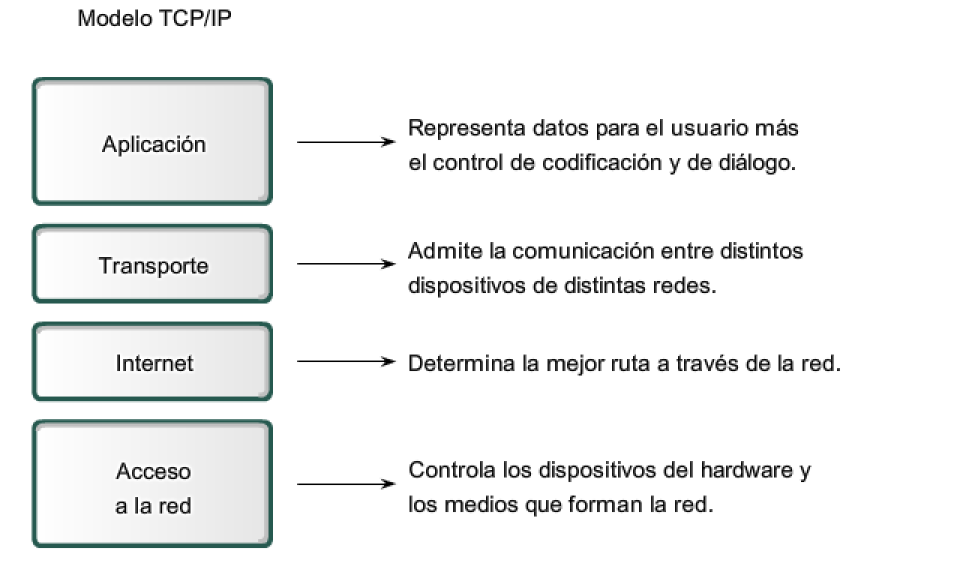 Modelo TCP/IP
Aplicación
Representa datos para el usuario más
el control de codificación y de diálogo.
Transporte
Admite la comunicación entre distintos
dispositivos de distintas redes.
Internet
Determina la mejor ruta a través de la red.
Acceso
a la red
Controla los dispositivos del hardware y
los medios que forman la red.